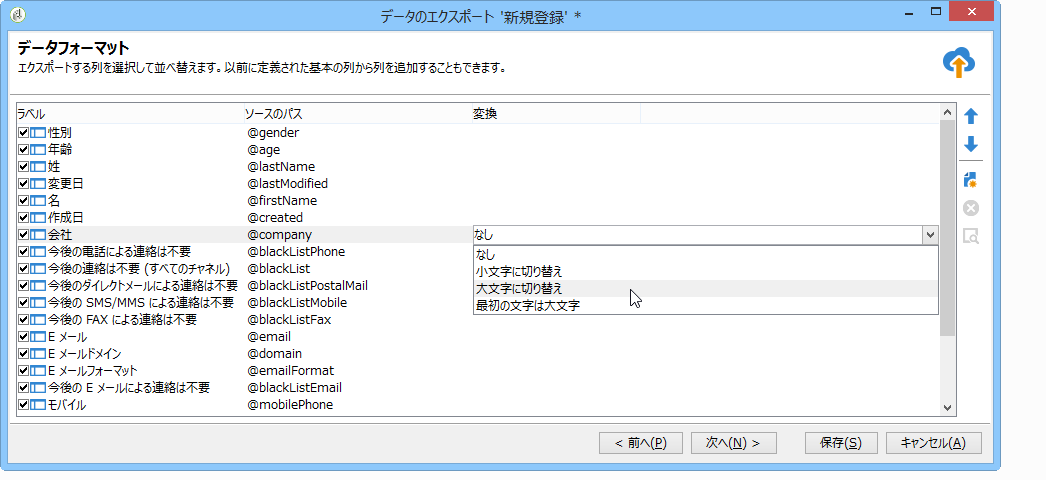 データのエクスポート '新規登録' *
データフォーマット
エクスポートする列を選択して並べ替えます。以前に定義された基本の列から列を追加することもできます。
ラベル ソースのパス 変換
性別 @gender
年齢 @age
姓 @lastName
変更日 @lastModified
名 @firstName
作成日 @created
会社 @company なし
今後の電話による連絡は不要 @blackListPhone なし
今後の連絡は不要 (すべてのチャネル) @blackList 小文字に切り替え
今後のダイレクトメールによる連絡は不要 @blackListPostalMail 大文字に切り替え
今後の SMS/MMS による連絡は不要 @blackListMobile 最初の文字は大文字
今後の FAX による連絡は不要 @blackListFax
E メール @email
E メールドメイン @domain
E メールフォーマット @emailFormat
今後の E メールによる連絡は不要 @blackListEmail
モバイル @mobilePhone
< 前へ(P) 次へ(N) > 保存(S) キャンセル(A)